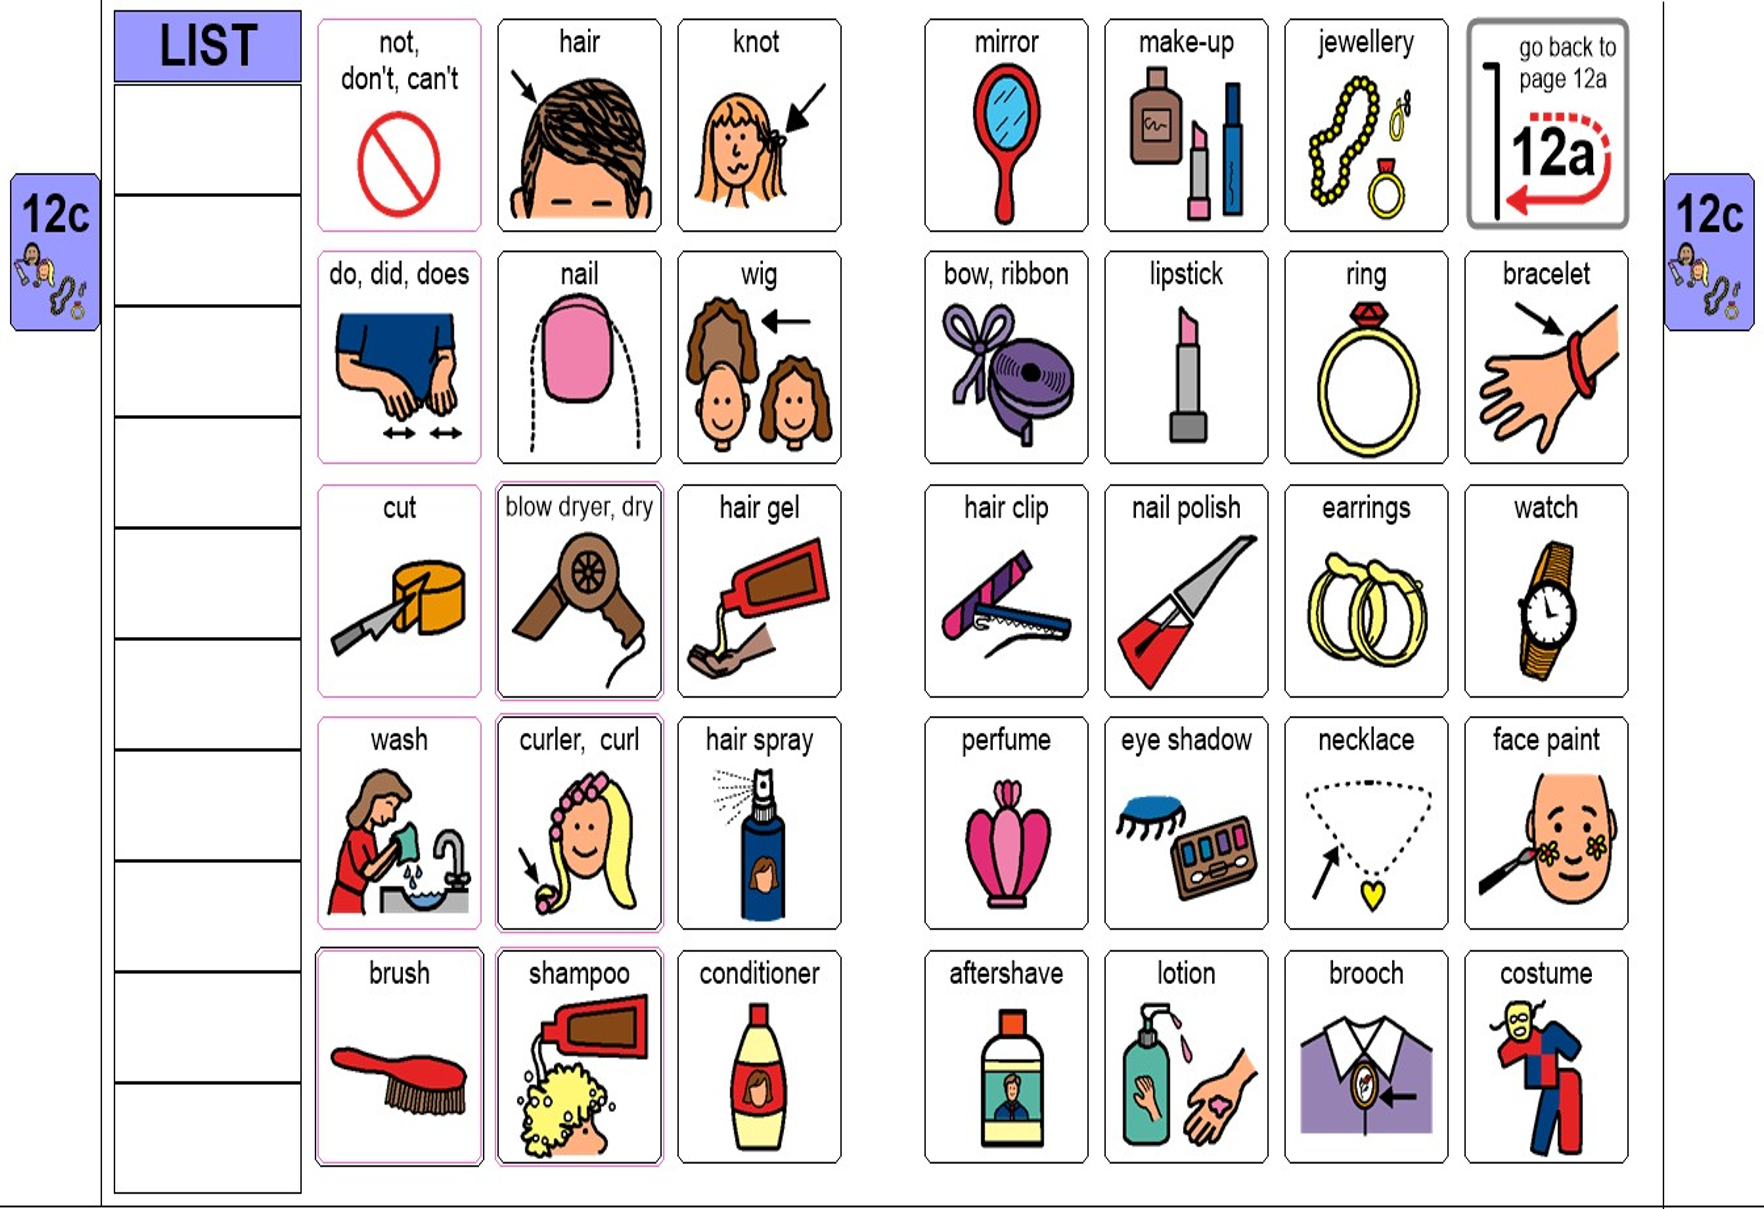 LIST
12c
not,
don't, can't
hair
knot
mirror
make-up
jewellery
go back to
page 12a
12a
12c
do, did, does
nail
wig
bow, ribbon
lipstick
ring
bracelet
cut
blow dryer, dry
hair gel
hair clip
nail polish
earrings
watch
wash
curler, curl
hair spray
perfume
eye shadow
necklace
face paint
brush
shampoo
conditioner
aftershave
lotion
brooch
costume